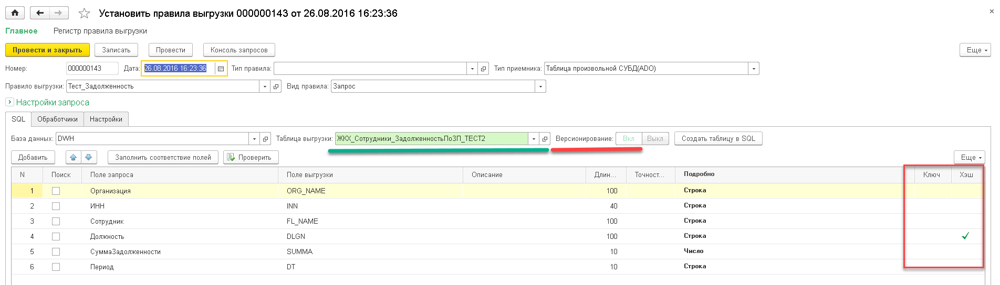 Установить правила выгрузки 000000143 от 26.08.2016 16:23:36
Главное Регистр правила выгрузки
Провести и закрыть Записать Провести Консоль запросов Еще
Номер: 000000143 Дата: 26.08.2016 16:23:36 Тип правила: Тип приемника: Таблица произвольной СУБД(ADO)
Правило выгрузки: Тест_Задолженность Вид правила: Запрос
Настройки запроса
SQL Обработчики Настройки
База данных: DWH Таблица выгрузки: ЖКХ_Сотрудники_ЗадолженностьПоЗП_ТЕСТ2 Версионирование: Вкл Выкл Создать таблицу в SQL
Добавить Заполнить соответствие полей Проверить Еще
N Поиск Поле запроса Поле выгрузки Описание Длин... Точност... Подробно Ключ Хэш
1 Организация ORG_NAME 100 Строка
2 ИНН INN 40 Строка
3 Сотрудник FL_NAME 100 Строка
4 Должность DLGN 100 Строка
5 СуммаЗадолженности SUMMA 10 Число
6 Период DT 10 Строка